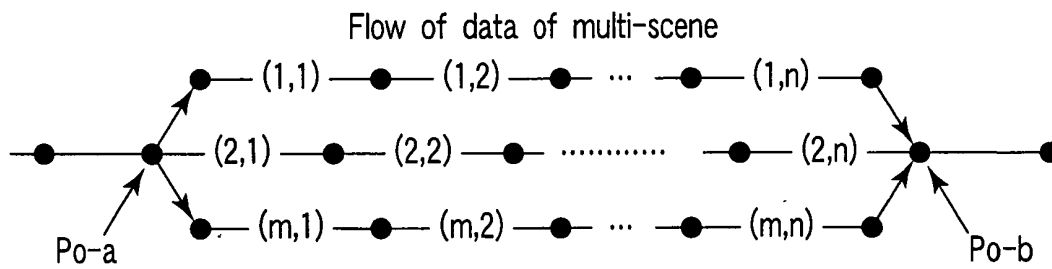 Flow of data of multi-scene
(1,1) (1,2) ... (1,n)
(2,1) (2,2) ............. (2,n)
(m,1) (m,2) ... (m,n)
Po-a Po-b